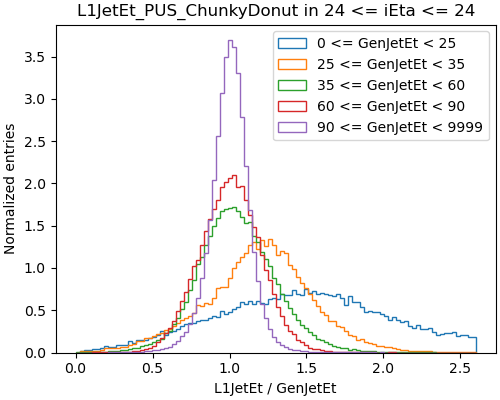 L1JetEt_PUS_ChunkyDonut in 24 <= iEta <= 24
0 <= GenJetEt < 25
25 <= GenJetEt < 35
35 <= GenJetEt < 60
60 <= GenJetEt < 90
90 <= GenJetEt < 9999
Normalized entries
3.5
3.0
2.5
2.0
1.5
1.0
0.5
0.0
0.0 0.5 1.0 1.5 2.0 2.5
L1JetEt / GenJetEt